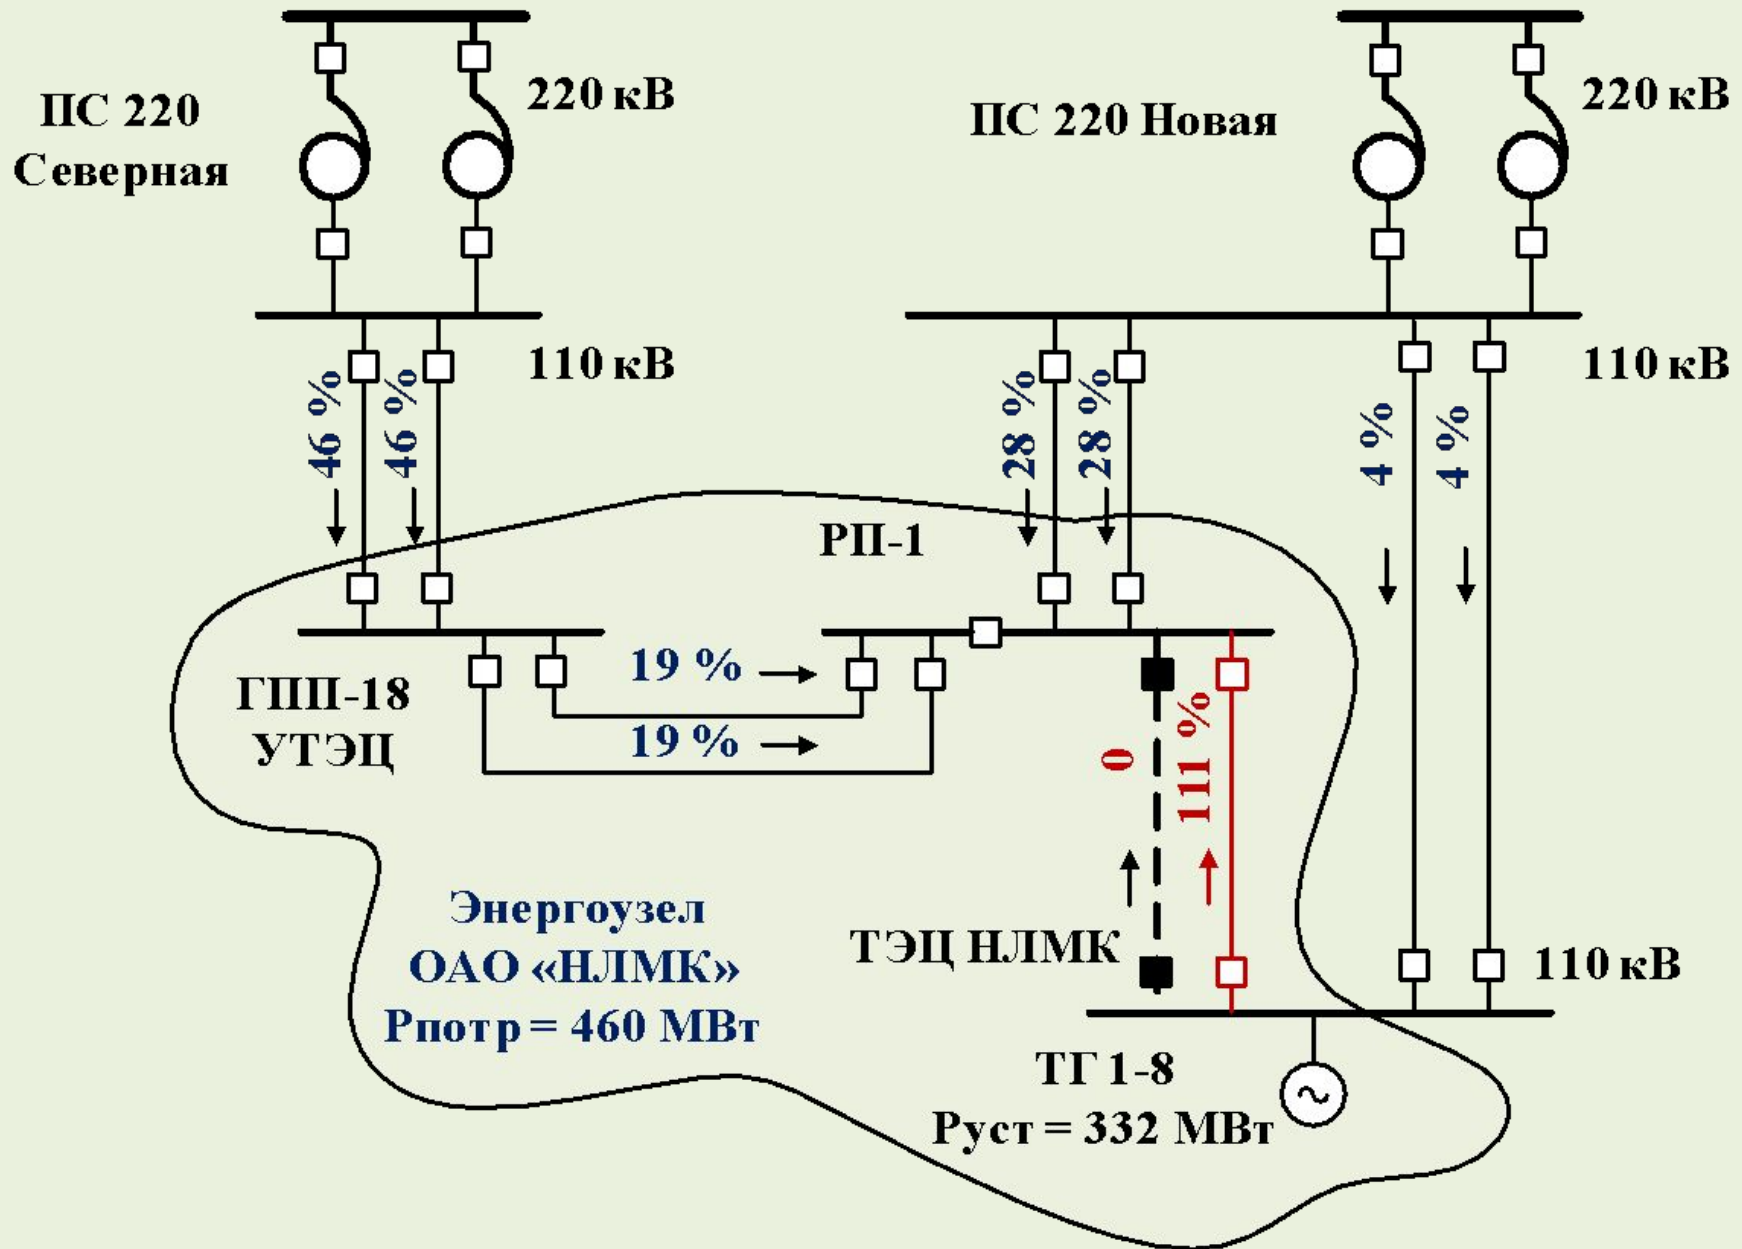 ПС 220
Северная
220 кВ
ПС 220 Новая
220 кВ
110 кВ
110 кВ
46 %
46 %
28 %
28 %
4 %
4 %
РП-1
ГПП-18
УТЭЦ
19 %
19 %
0
111 %
Энергоузел
ОАО «НЛМК»
Рпотр = 460 МВт
ТЭЦ НЛМК
110 кВ
ТГ 1-8
Руст = 332 МВт
~